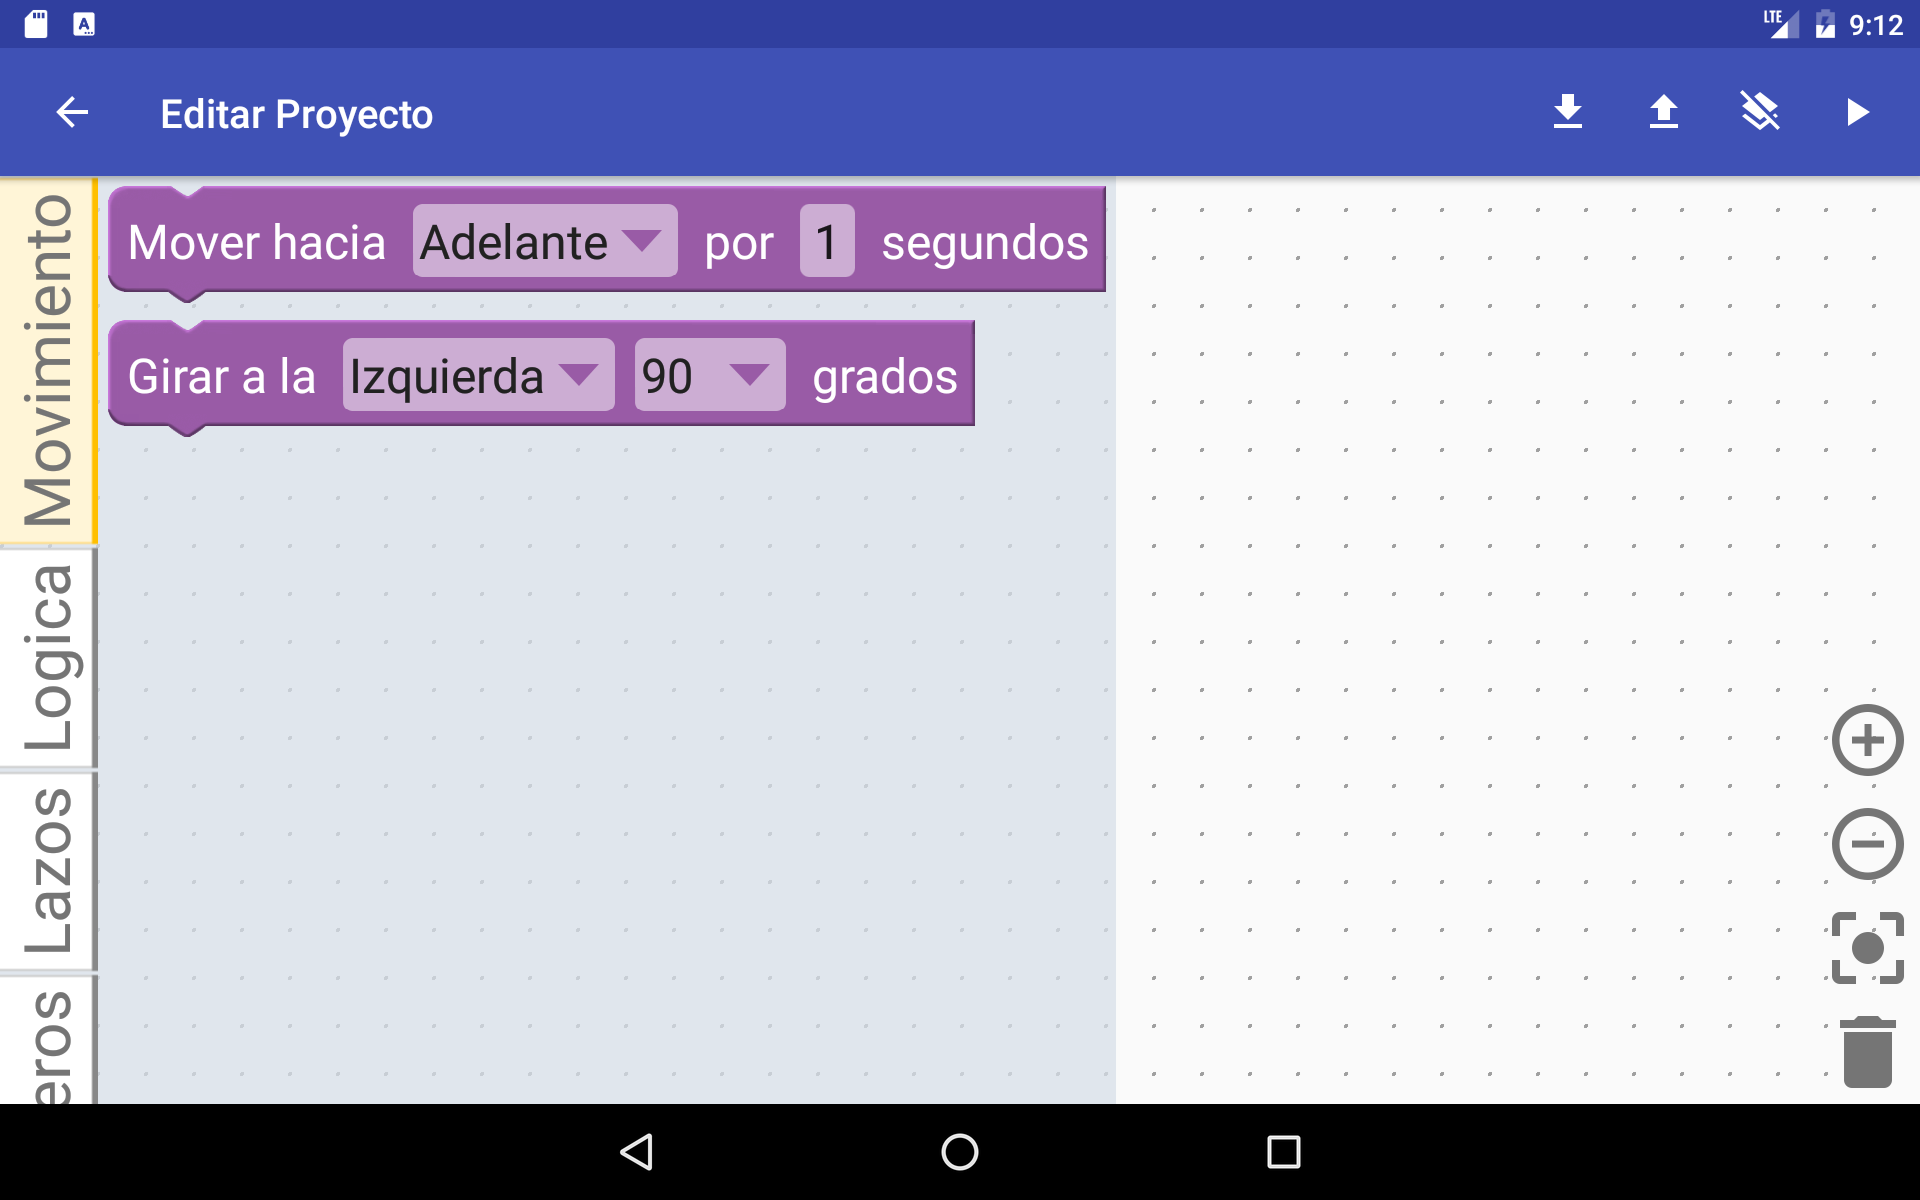 A
LTE 9:12
Editar Proyecto
Movimiento
Mover hacia Adelante por 1 segundos
Girar a la Izquierda 90 grados
Logica
Lazos
eros